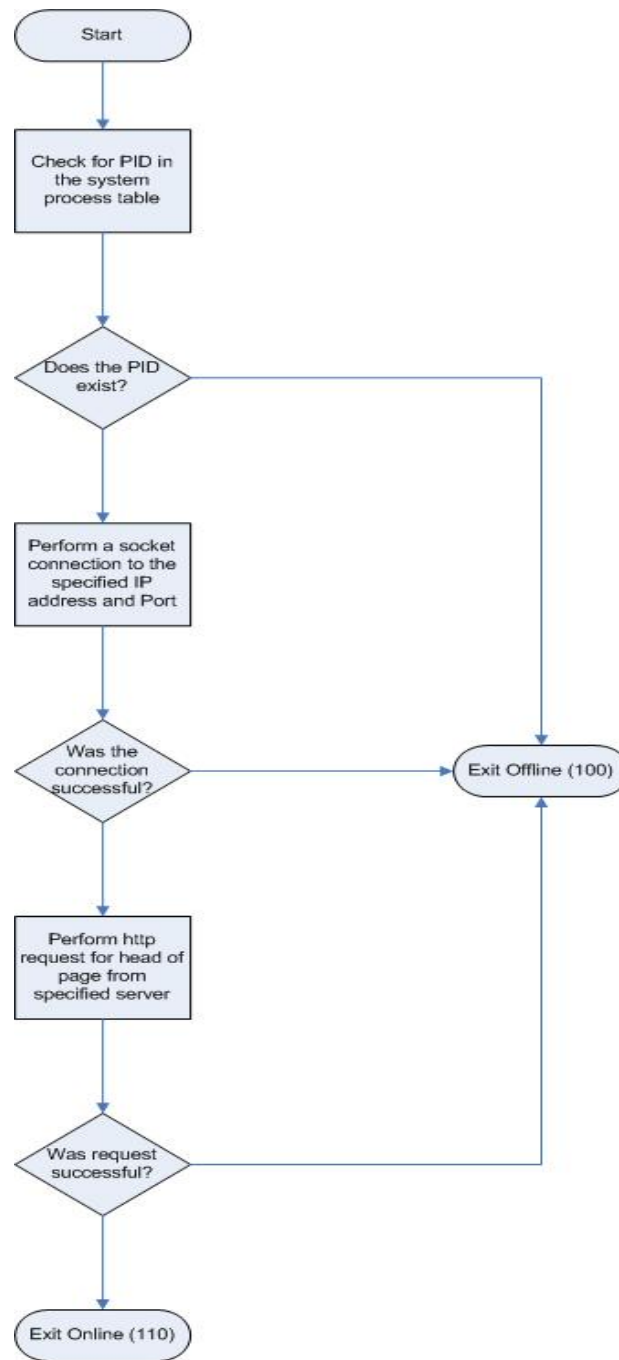 Start
Check for PID in
the system
process table
Does the PID
exist?
Perform a socket
connection to the
specified IP
address and Port
Was the
connection
successful?
Exit Offline (100)
Perform http
request for head of
page from
specified server
Was request
successful?
Exit Online (110)